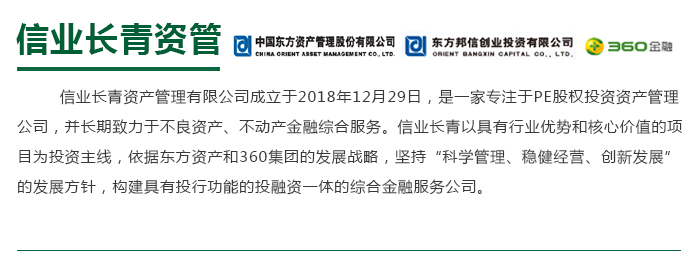 信业长青资管
中国东方资产管理股份有限公司
CHINA ORIENT ASSET MANAGEMENT CO., LTD.
东方邦信创业投资有限公司
ORIENT BANGXIN CAPITAL CO., LTD.
360金融
信业长青资产管理有限公司成立于2018年12月29日，是一家专注于PE股权投资资产管理
公司，并长期致力于不良资产、不动产金融综合服务。信业长青以具有行业优势和核心价值的项
目为投资主线，依据东方资产和360集团的发展战略，坚持“科学管理、稳健经营、创新发展”
的发展方针，构建具有投行功能的投融资一体的综合金融服务公司。